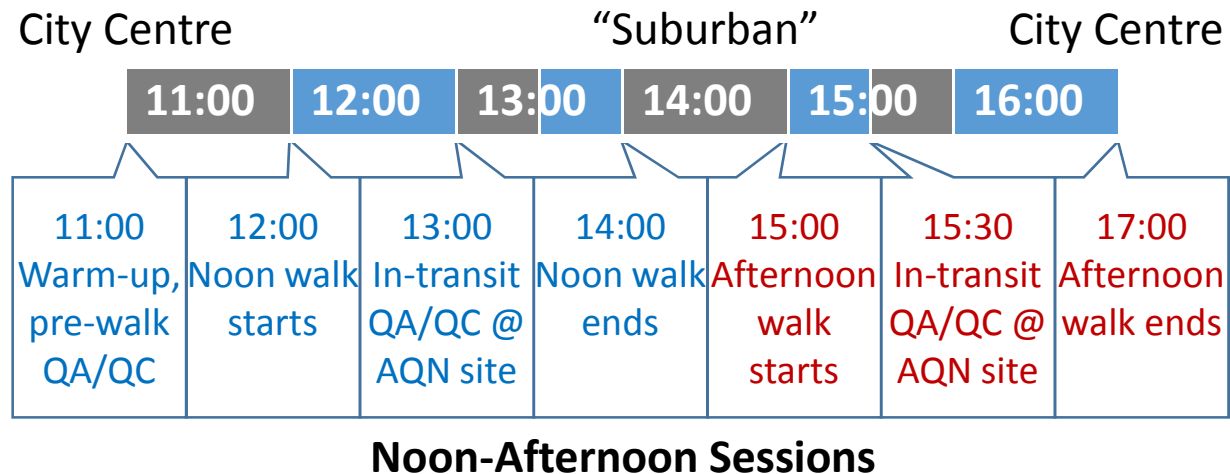 City Centre “Suburban” City Centre
11:00 12:00 13:00 14:00 15:00 16:00
11:00
Warm-up,
pre-walk
QA/QC
12:00
Noon walk
starts
13:00
In-transit
QA/QC @
AQN site
14:00
Noon walk
ends
15:00
Afternoon
walk
starts
15:30
In-transit
QA/QC @
AQN site
17:00
Afternoon
walk ends
Noon-Afternoon Sessions